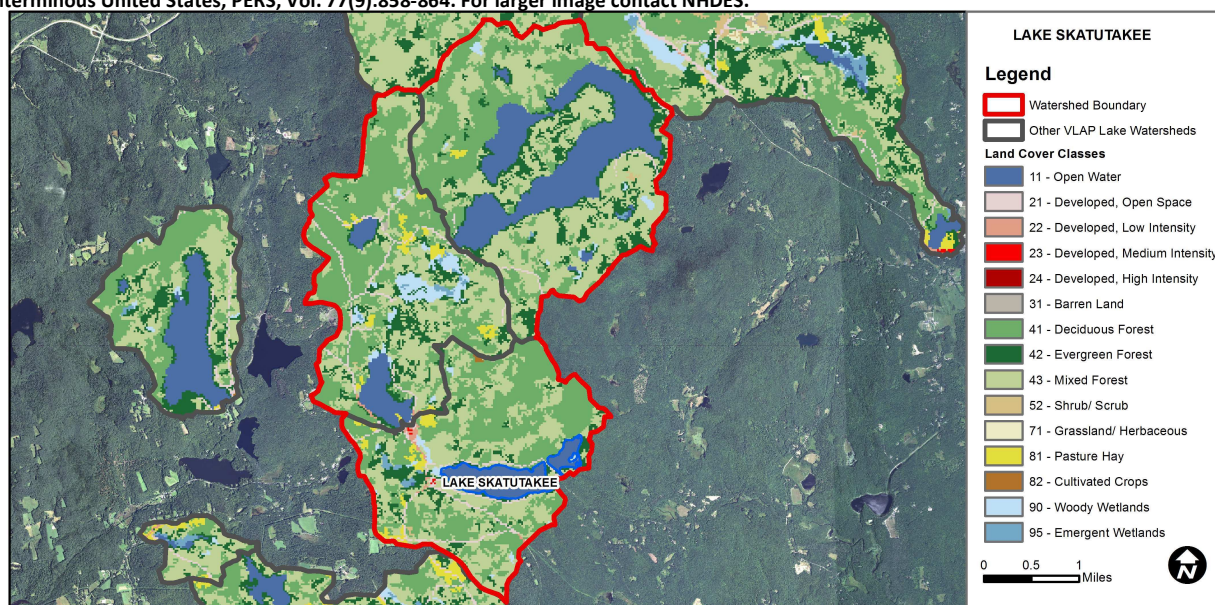 nterminous United States, PERS, Vol. 77(9):858-864. For larger image contact NHDES.
LAKE SKATUTAKEE
Legend
Watershed Boundary
Other VLAP Lake Watersheds
Land Cover Classes
11 - Open Water
21 - Developed, Open Space
22 - Developed, Low Intensity
23 - Developed, Medium Intensity
24 - Developed, High Intensity
31 - Barren Land
41 - Deciduous Forest
42 - Evergreen Forest
43 - Mixed Forest
52 - Shrub/ Scrub
71 - Grassland/ Herbaceous
81 - Pasture Hay
82 - Cultivated Crops
90 - Woody Wetlands
95 - Emergent Wetlands
0 0.5 1
Miles
N
LAKE SKATUTAKEE